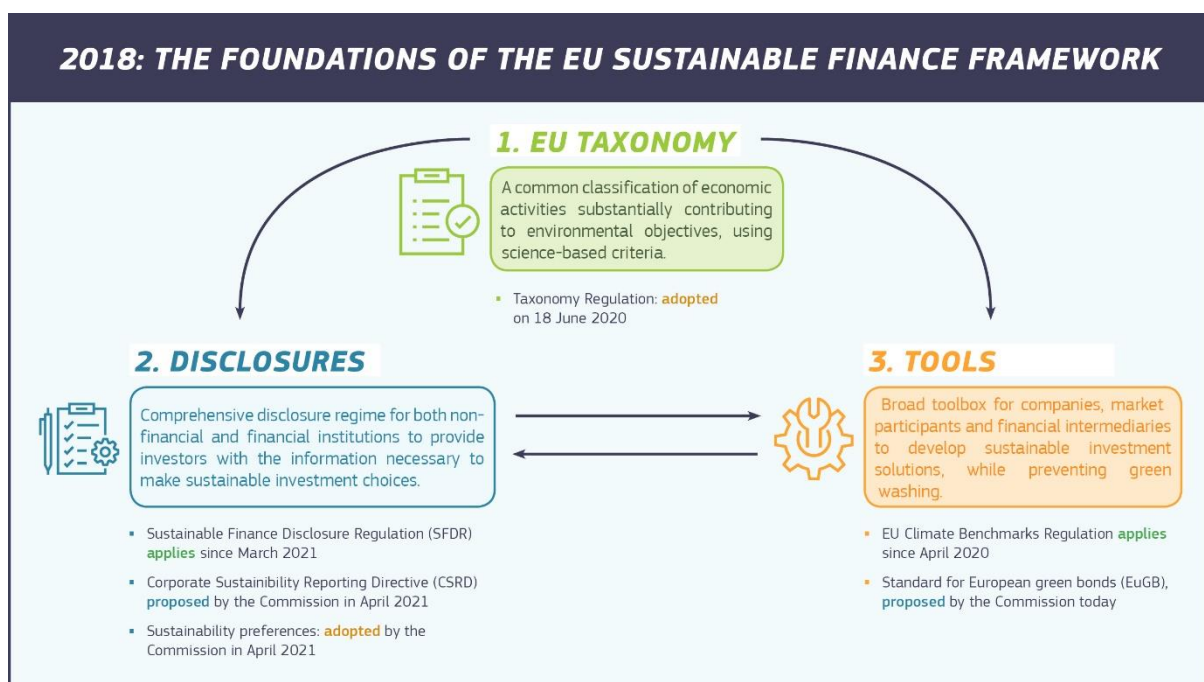 2018: THE FOUNDATIONS OF THE EU SUSTAINABLE FINANCE FRAMEWORK
1. EU TAXONOMY
A common classification of economic
activities substantially contributing
to environmental objectives, using
science-based criteria.
▪ Taxonomy Regulation: adopted
on 18 June 2020
2. DISCLOSURES
Comprehensive disclosure regime for both non-
financial and financial institutions to provide
investors with the information necessary to
make sustainable investment choices.
▪ Sustainable Finance Disclosure Regulation (SFDR)
applies since March 2021
▪ Corporate Sustainibility Reporting Directive (CSRD)
proposed by the Commission in April 2021
▪ Sustainability preferences: adopted by the
Commission in April 2021
3. TOOLS
Broad toolbox for companies, market
participants and financial intermediaries
to develop sustainable investment
solutions, while preventing green
washing.
▪ EU Climate Benchmarks Regulation applies
since April 2020
▪ Standard for European green bonds (EuGB),
proposed by the Commission today